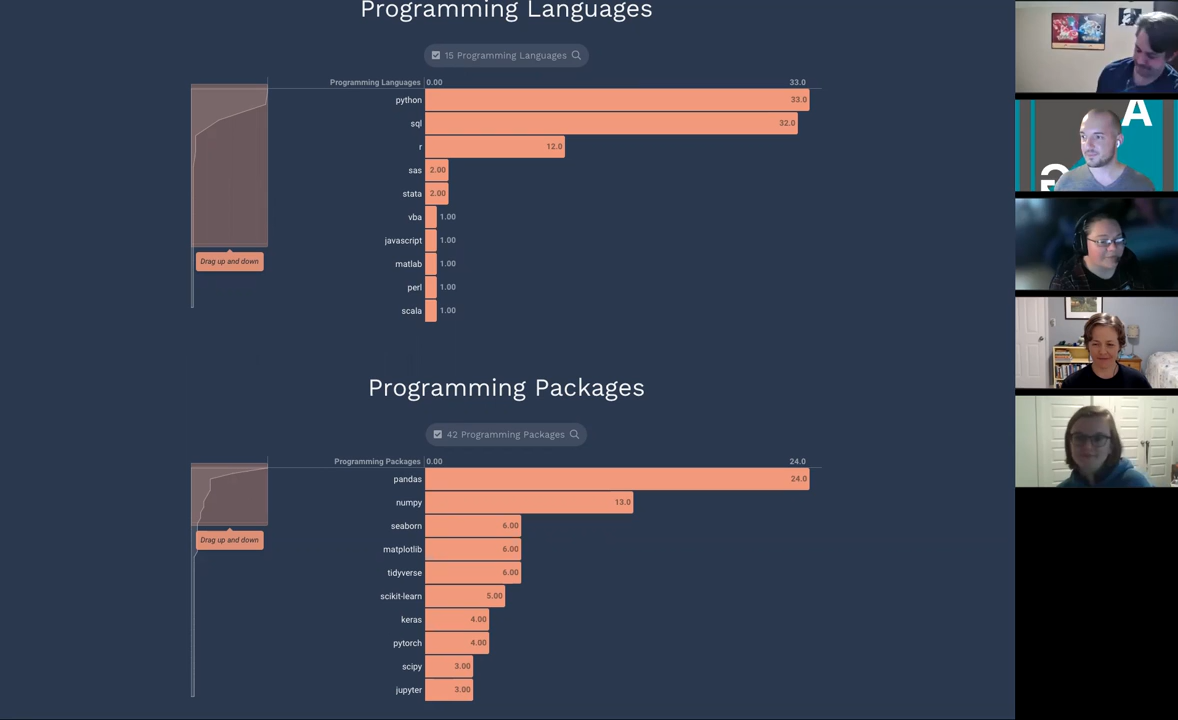 Programming Languages
15 Programming Languages
Programming Languages 0.00 33.0
python 33.0
sql 32.0
r 12.0
sas 2.00
stata 2.00
vba 1.00
javascript 1.00
matlab 1.00
perl 1.00
scala 1.00
Drag up and down
Programming Packages
42 Programming Packages
Programming Packages 0.00 24.0
pandas 24.0
numpy 13.0
seaborn 6.00
matplotlib 6.00
tidyverse 6.00
scikit-learn 5.00
keras 4.00
pytorch 4.00
scipy 3.00
jupyter 3.00
Drag up and down
A